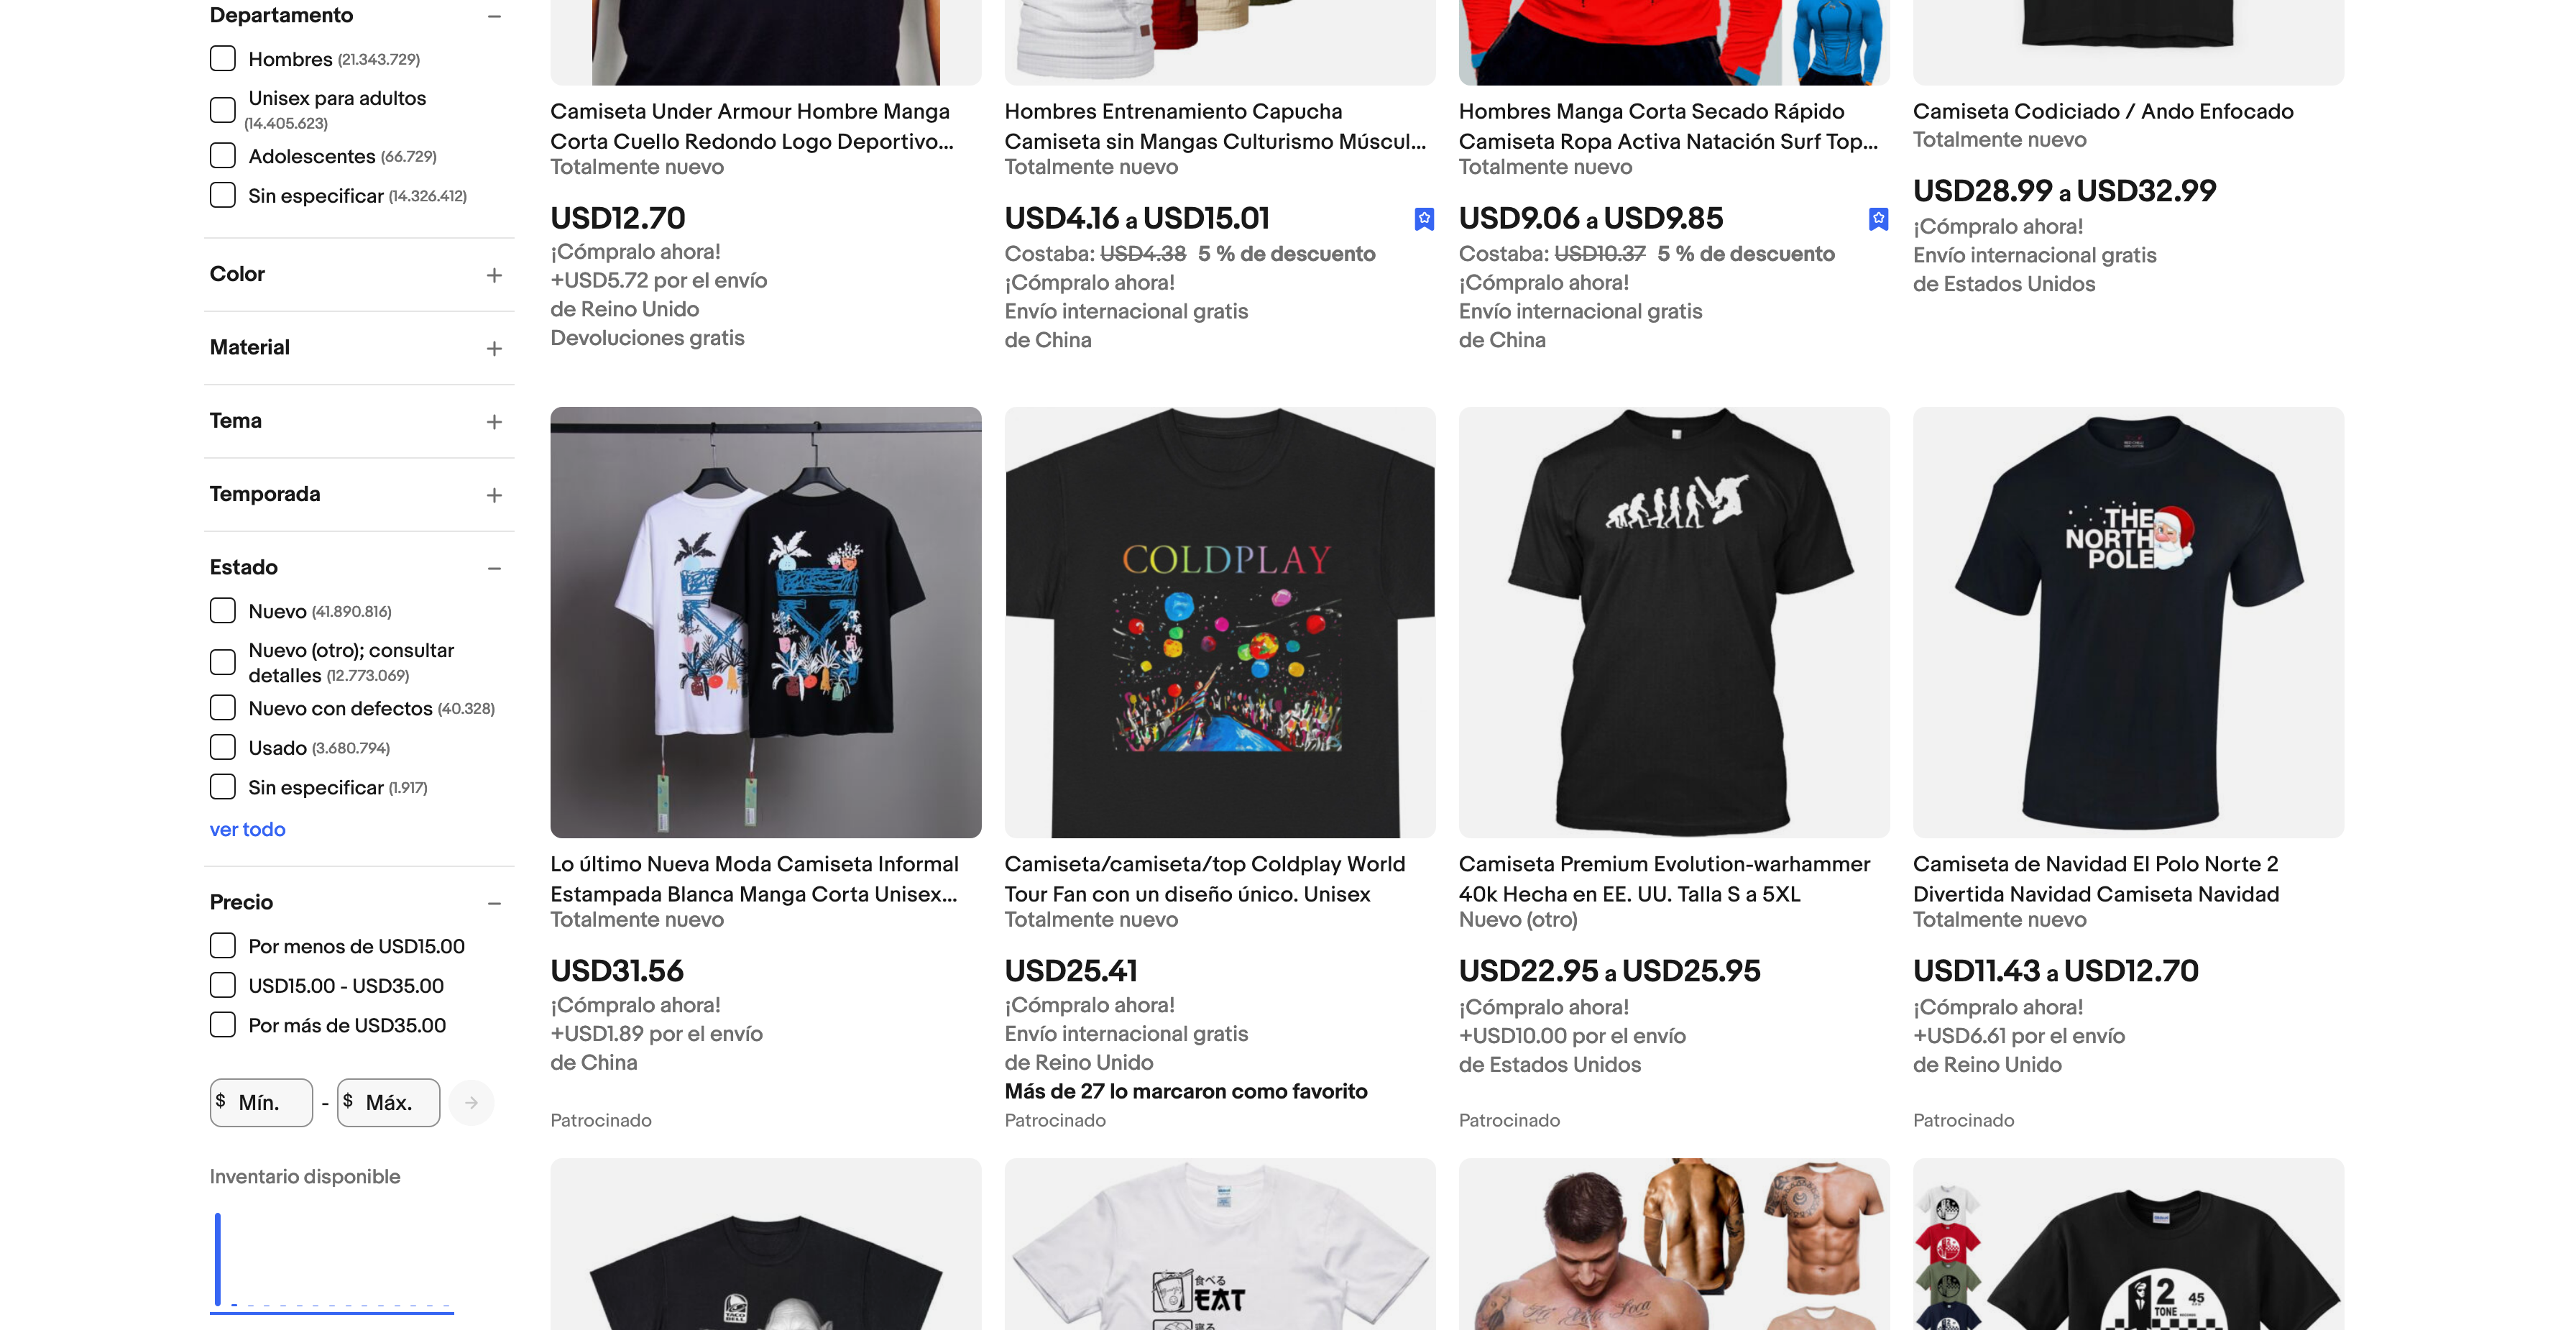 Departamento
Hombres (21.343.729)
Unisex para adultos
(14.405.623)
Adolescentes (66.729)
Sin especificar (14.326.412)
Color
Material
Tema
Temporada
Estado
Nuevo (41.890.816)
Nuevo (otro); consultar
detalles (12.773.069)
Nuevo con defectos (40.328)
Usado (3.680.794)
Sin especificar (1.917)
ver todo
Precio
Por menos de USD15.00
USD15.00 - USD35.00
Por más de USD35.00
$ Mín. - $ Máx.
Inventario disponible
Camiseta Under Armour Hombre Manga
Corta Cuello Redondo Logo Deportivo...
Totalmente nuevo
USD12.70
¡Cómpralo ahora!
+USD5.72 por el envío
de Reino Unido
Devoluciones gratis
Hombres Entrenamiento Capucha
Camiseta sin Mangas Culturismo Múscul...
Totalmente nuevo
USD4.16 a USD15.01
Costaba: USD4.38 5 % de descuento
¡Cómpralo ahora!
Envío internacional gratis
de China
Hombres Manga Corta Secado Rápido
Camiseta Ropa Activa Natación Surf Top...
Totalmente nuevo
USD9.06 a USD9.85
Costaba: USD10.37 5 % de descuento
¡Cómpralo ahora!
Envío internacional gratis
de China
Camiseta Codiciado / Ando Enfocado
Totalmente nuevo
USD28.99 a USD32.99
¡Cómpralo ahora!
Envío internacional gratis
de Estados Unidos
Lo último Nueva Moda Camiseta Informal
Estampada Blanca Manga Corta Unisex...
Totalmente nuevo
USD31.56
¡Cómpralo ahora!
+USD1.89 por el envío
de China
Patrocinado
COLDPLAY
Camiseta/camiseta/top Coldplay World
Tour Fan con un diseño único. Unisex
Totalmente nuevo
USD25.41
¡Cómpralo ahora!
Envío internacional gratis
de Reino Unido
Más de 27 lo marcaron como favorito
Patrocinado
Camiseta Premium Evolution-warhammer
40k Hecha en EE. UU. Talla S a 5XL
Nuevo (otro)
USD22.95 a USD25.95
¡Cómpralo ahora!
+USD10.00 por el envío
de Estados Unidos
Patrocinado
THE
NORTH
POLE
Camiseta de Navidad El Polo Norte 2
Divertida Navidad Camiseta Navidad
Totalmente nuevo
USD11.43 a USD12.70
¡Cómpralo ahora!
+USD6.61 por el envío
de Reino Unido
Patrocinado
TACO
BELL
食べる
EAT
寝る
2
TONE
45